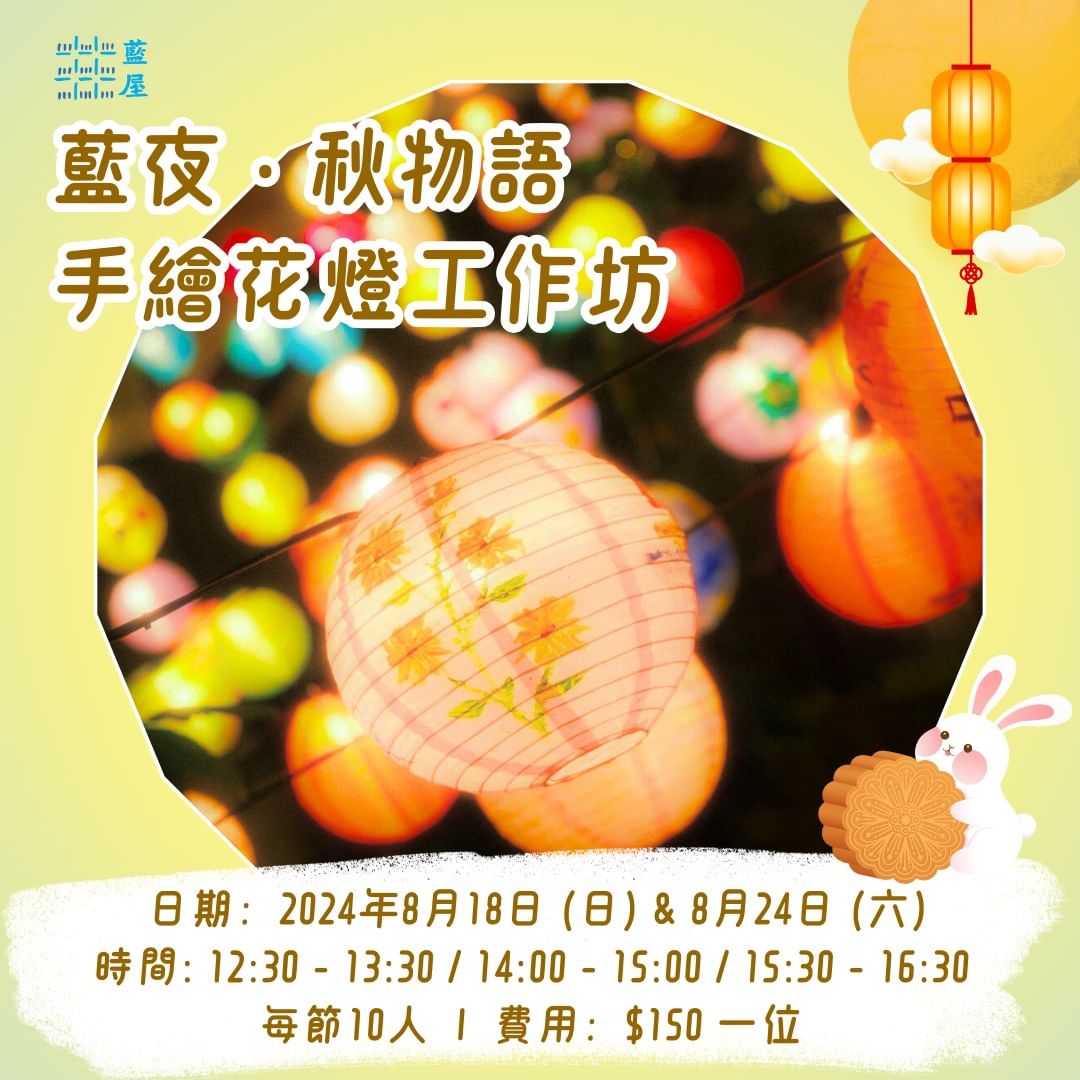 藍屋
藍夜・秋物語
手繪花燈工作坊
日期: 2024年8月18日 (日) & 8月24日 (六)
時間: 12:30 - 13:30 / 14:00 - 15:00 / 15:30 - 16:30
每節10人 | 費用: $150 一位